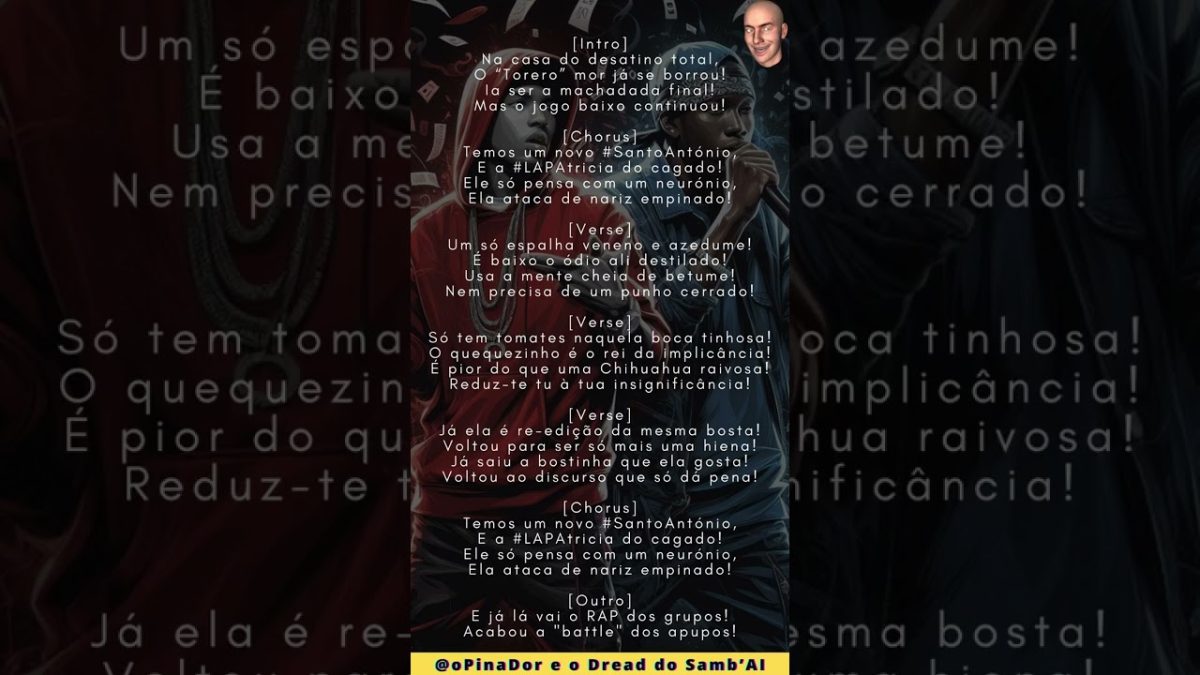 [Intro]
Na casa do desatino total,
O “Torero” mor já se borrou!
Ia ser a machadada final!
Mas o jogo baixo continuou!
[Chorus]
Temos um novo #SantoAntónio,
E a #LAPAtricia do cagado!
Ele só pensa com um neurónio,
Ela ataca de nariz empinado!
[Verse]
Um só espalha veneno e azedume!
É baixo o ódio ali destilado!
Usa a mente cheia de betume!
Nem precisa de um punho cerrado!
[Verse]
Só tem tomates naquela boca tinhosa!
O quequezinho é o rei da implicância!
É pior do que uma Chihuahua raivosa!
Reduz-te tu à tua insignificância!
[Verse]
Já ela é re-edição da mesma bosta!
Voltou para ser só mais uma hiena!
Já saiu a bostinha que ela gosta!
Voltou ao discurso que só dá pena!
[Chorus]
Temos um novo #SantoAntónio,
E a #LAPAtricia do cagado!
Ele só pensa com um neurónio,
Ela ataca de nariz empinado!
[Outro]
E já lá vai o RAP dos grupos!
Acabou a "battle" dos apupos!
@oPinaDor e o Dread do Samb’AI